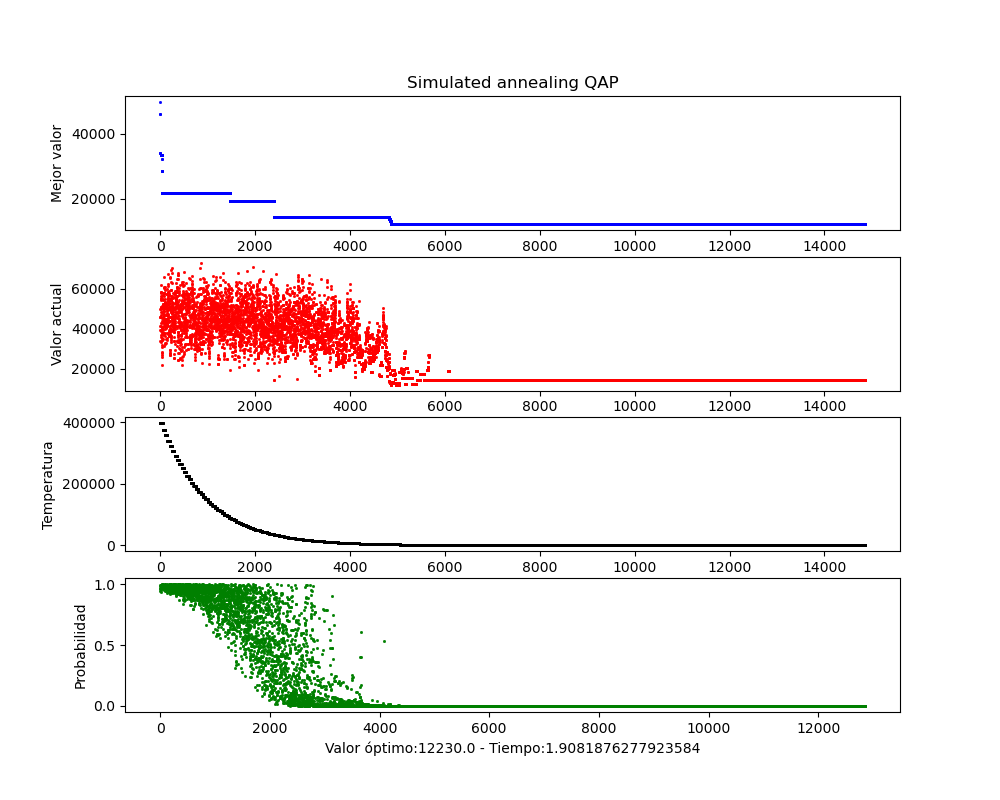 Simulated annealing QAP
Mejor valor
40000
20000
0 2000 4000 6000 8000 10000 12000 14000
Valor actual
60000
40000
20000
0 2000 4000 6000 8000 10000 12000 14000
Temperatura
400000
200000
0
0 2000 4000 6000 8000 10000 12000 14000
Probabilidad
1.0
0.5
0.0
0 2000 4000 6000 8000 10000 12000
Valor óptimo:12230.0 - Tiempo:1.9081876277923584